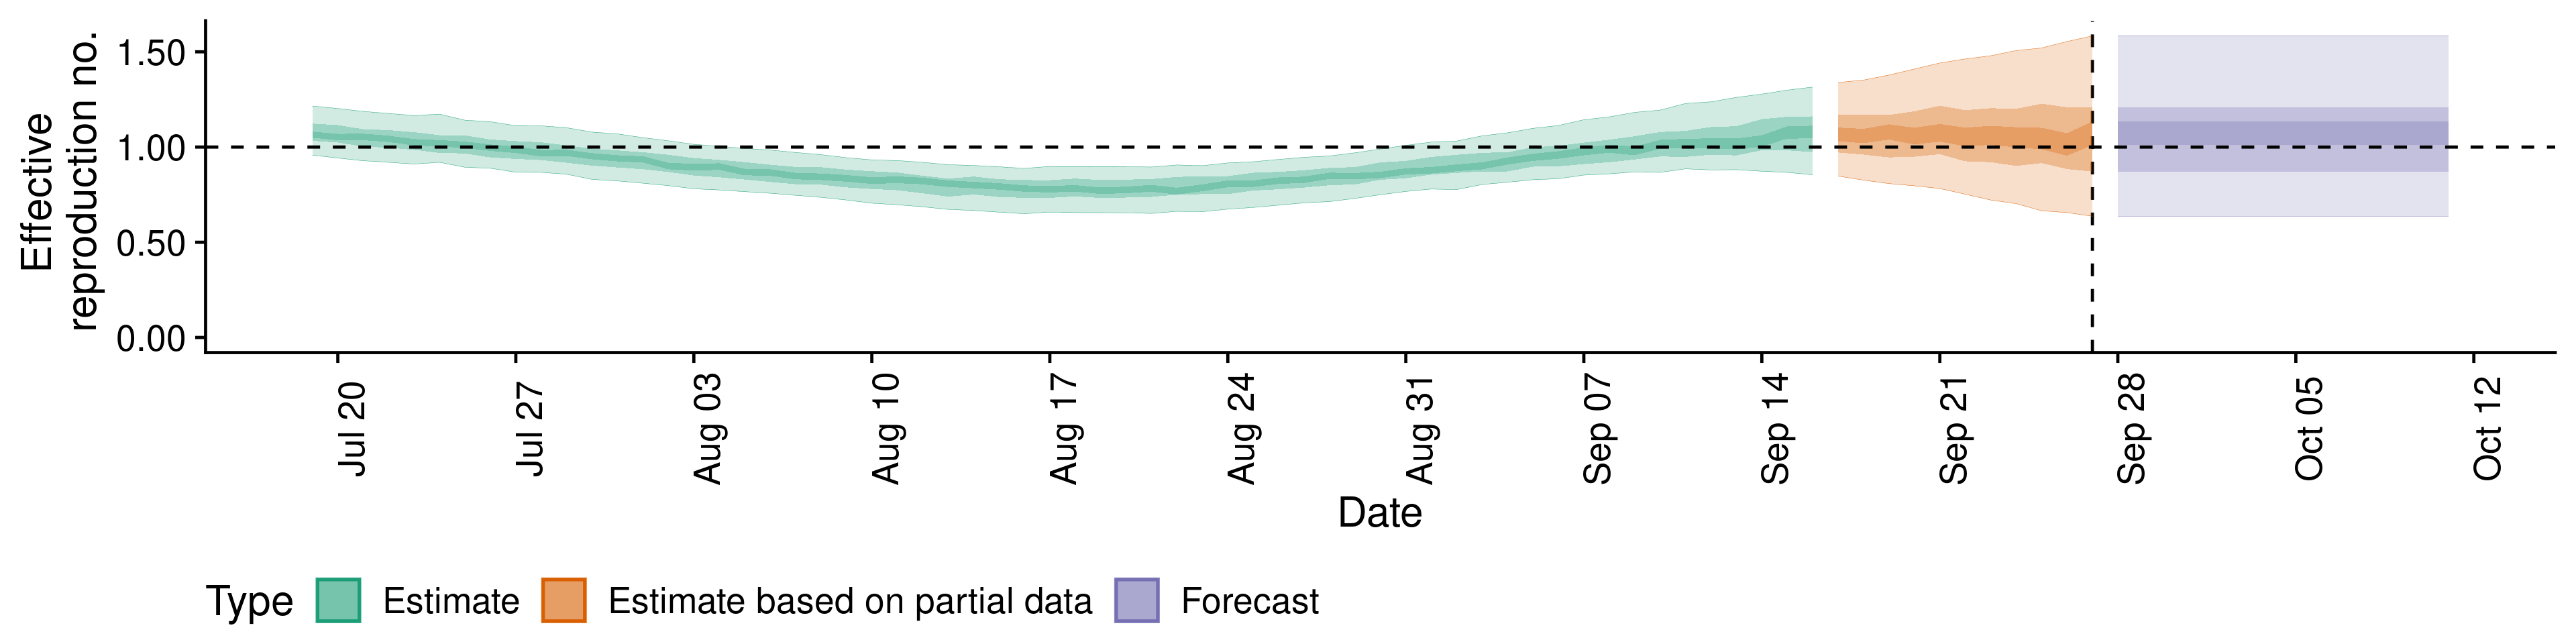 Effective
reproduction no.
1.50
1.00
0.50
0.00
Jul 20
Jul 27
Aug 03
Aug 10
Aug 17
Aug 24
Aug 31
Sep 07
Sep 14
Sep 21
Sep 28
Oct 05
Oct 12
Date
Type Estimate Estimate based on partial data Forecast